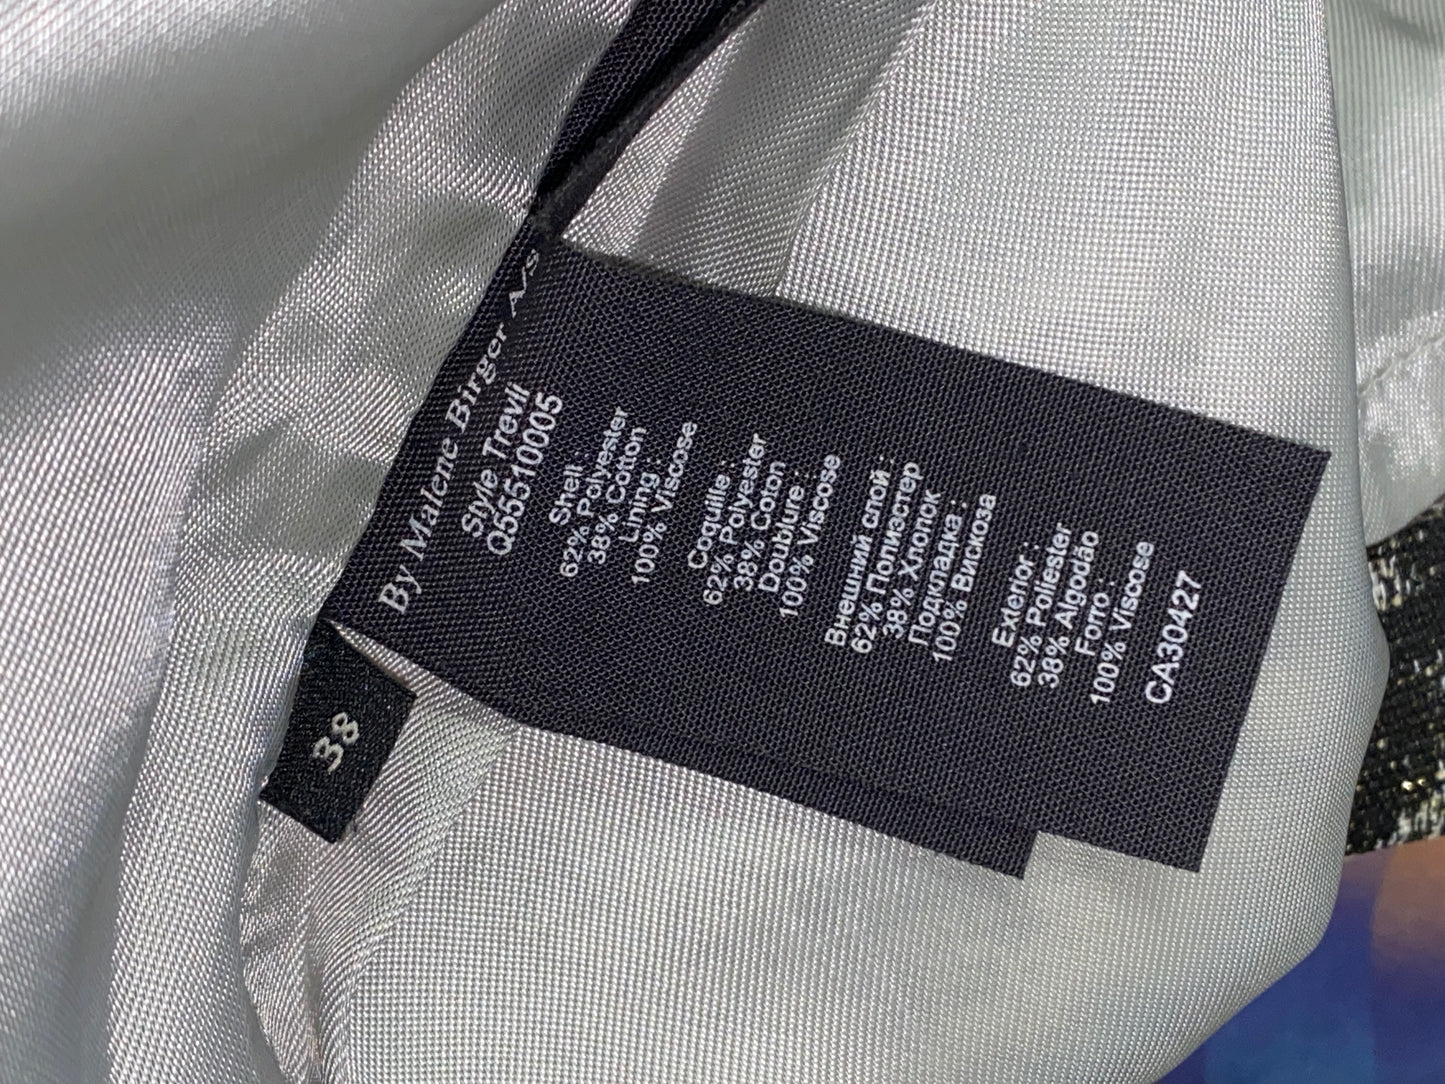 By Malene Birger A/s
Style Trevil
Q55510005
Shell :
62% Polyester
38% Cotton
Lining :
100% Viscose
Coquille :
62% Polyester
38% Coton
Doublure :
100% Viscose
Внешний слой :
62% Полиэстер
38% Хлопок
Подкладка :
100% Вискоза
Exterior :
62% Poliester
38% Algodão
Forro :
100% Viscose
CA30427
38